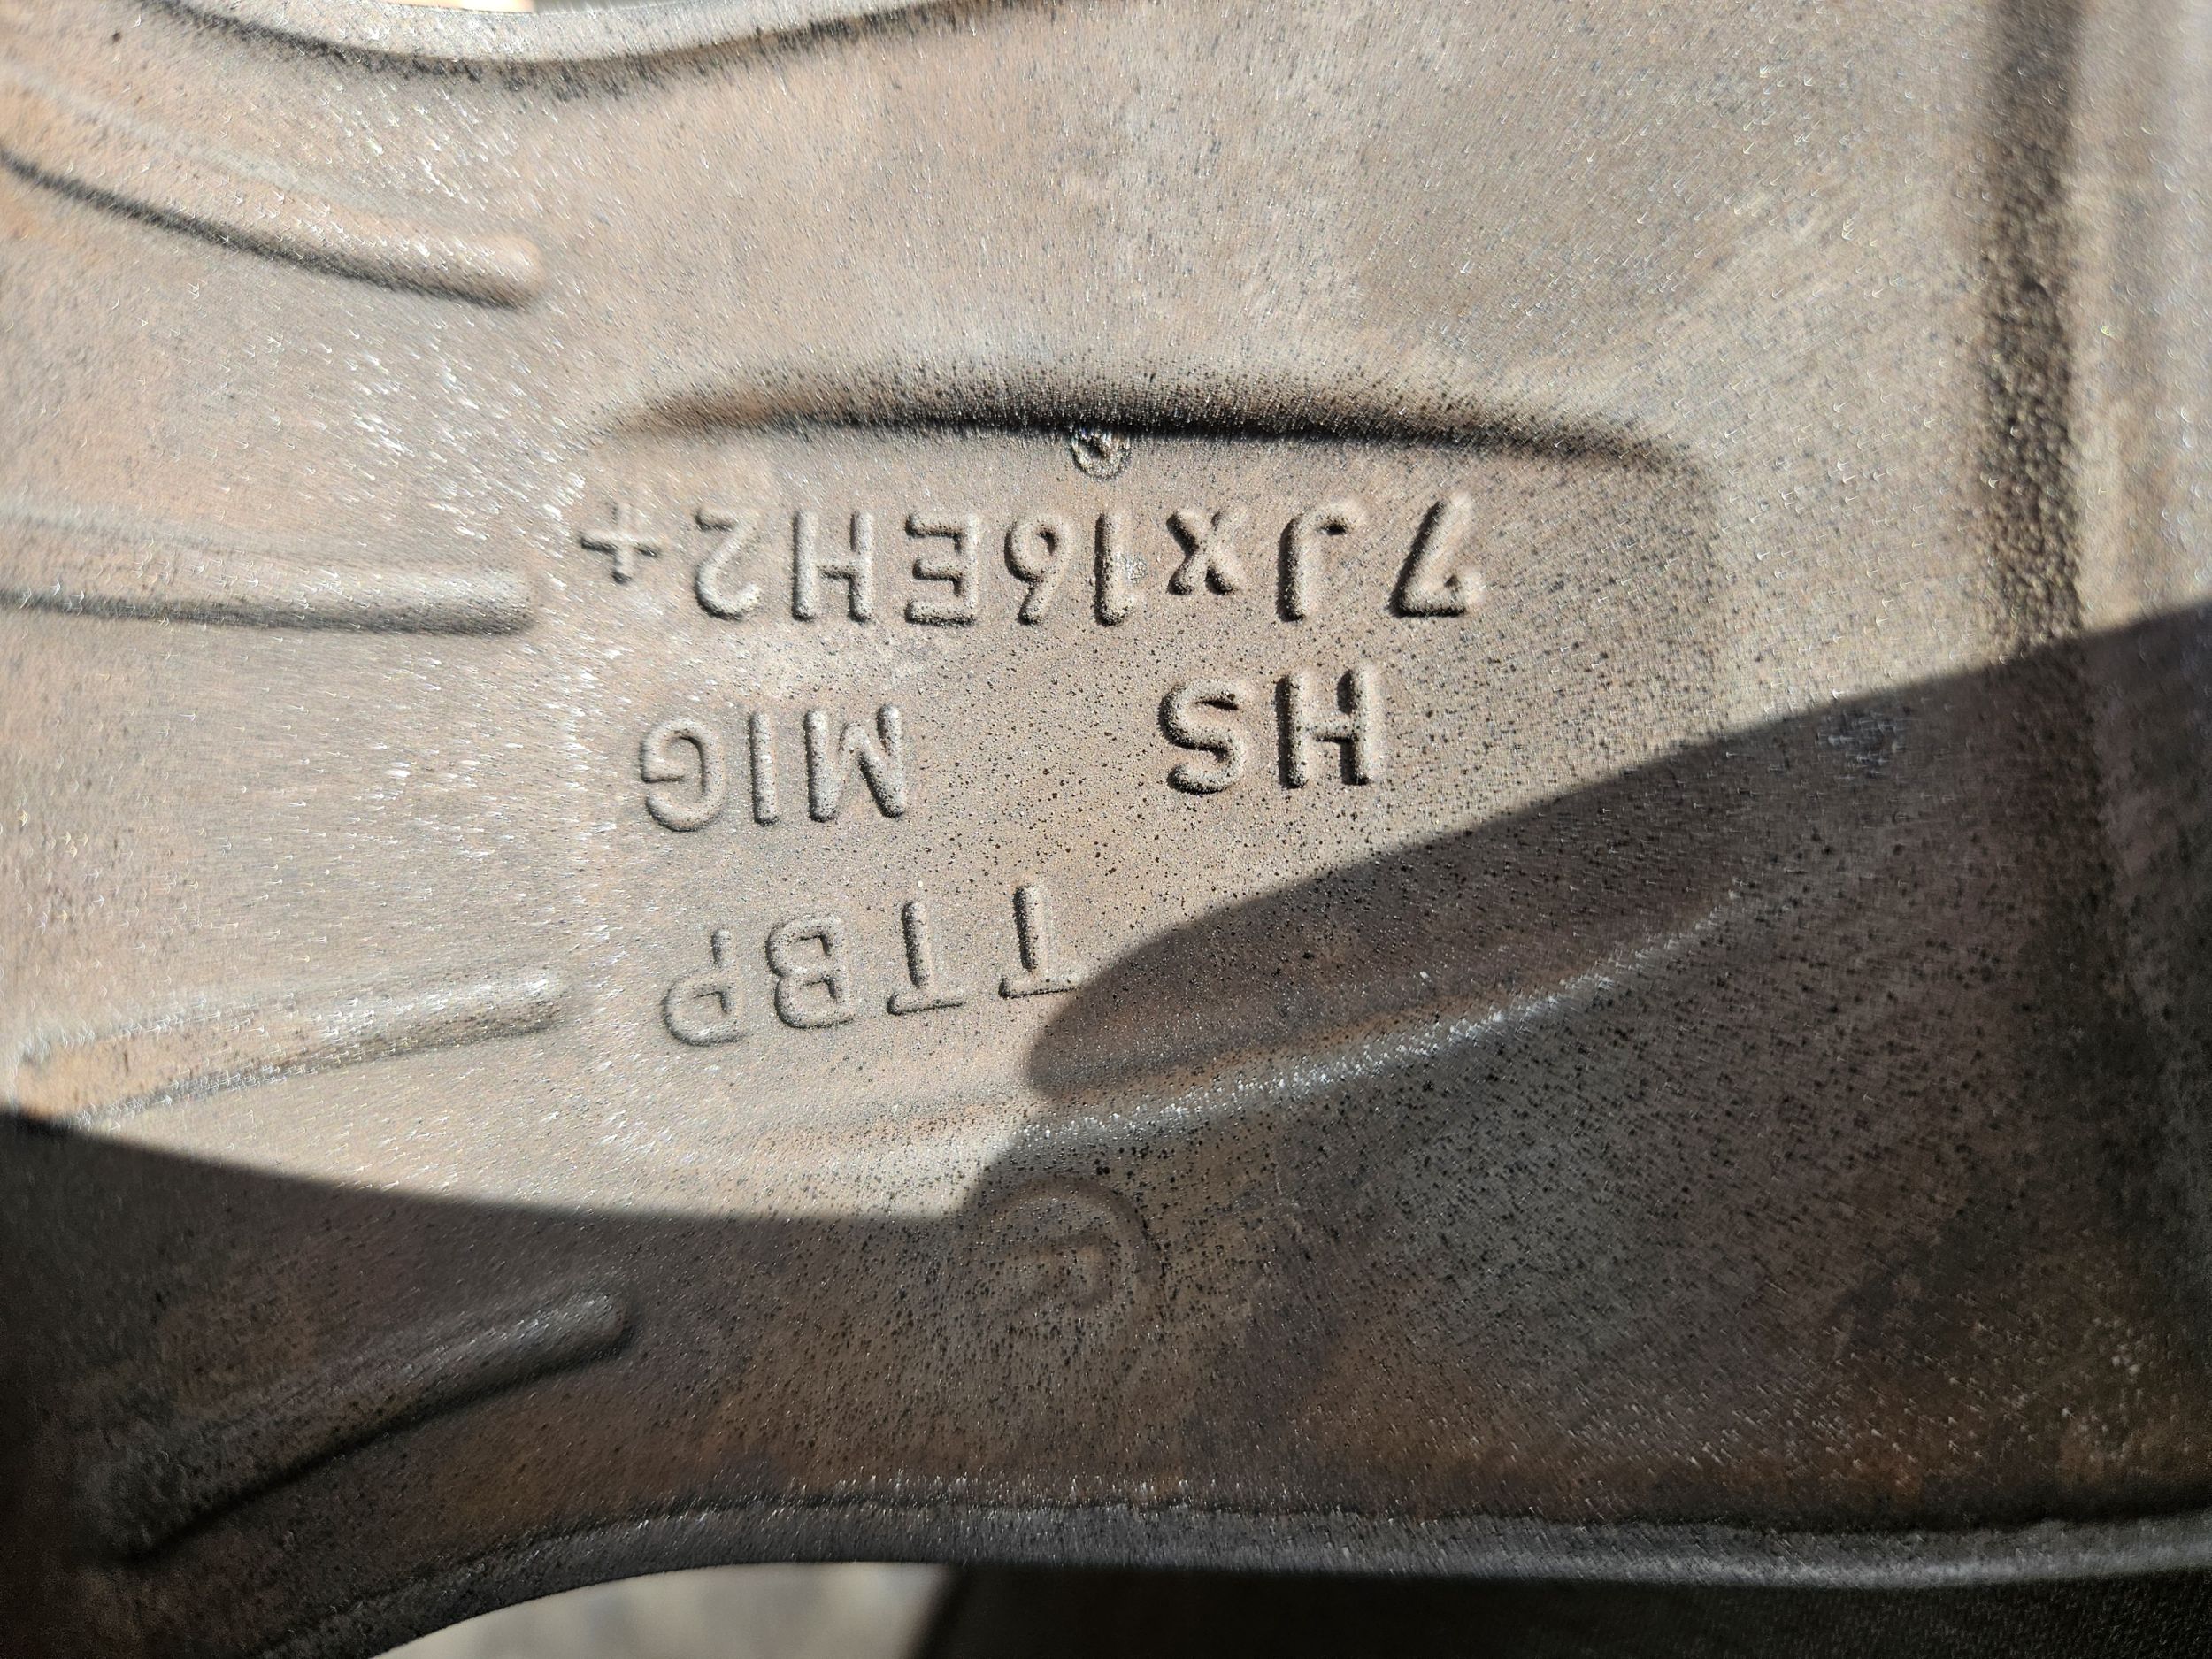 7Jx16EH2+
HS MIG
TTBP